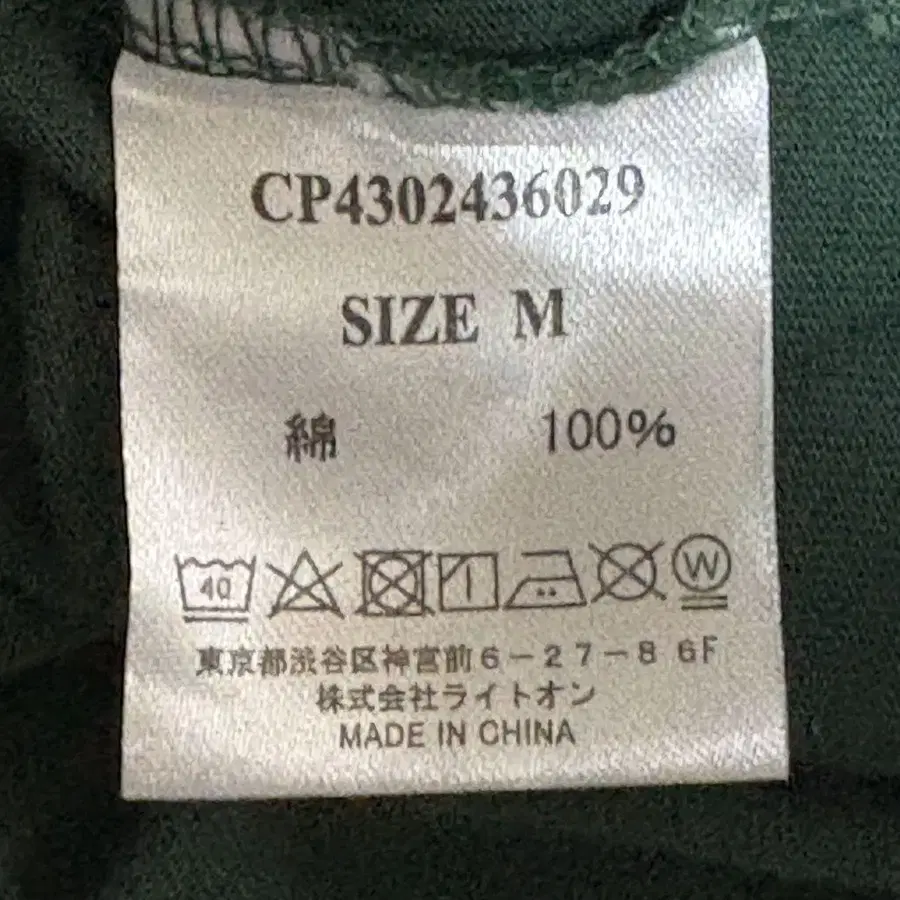 CP4302436029
SIZE M
綿 100%
40 W
東京都渋谷区神宮前6－27－8 6F
株式会社ライトオン
MADE IN CHINA